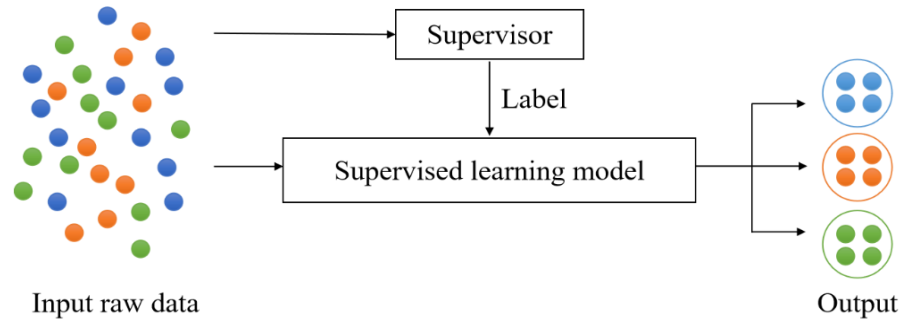 Supervisor
Label
Supervised learning model
Input raw data
Output